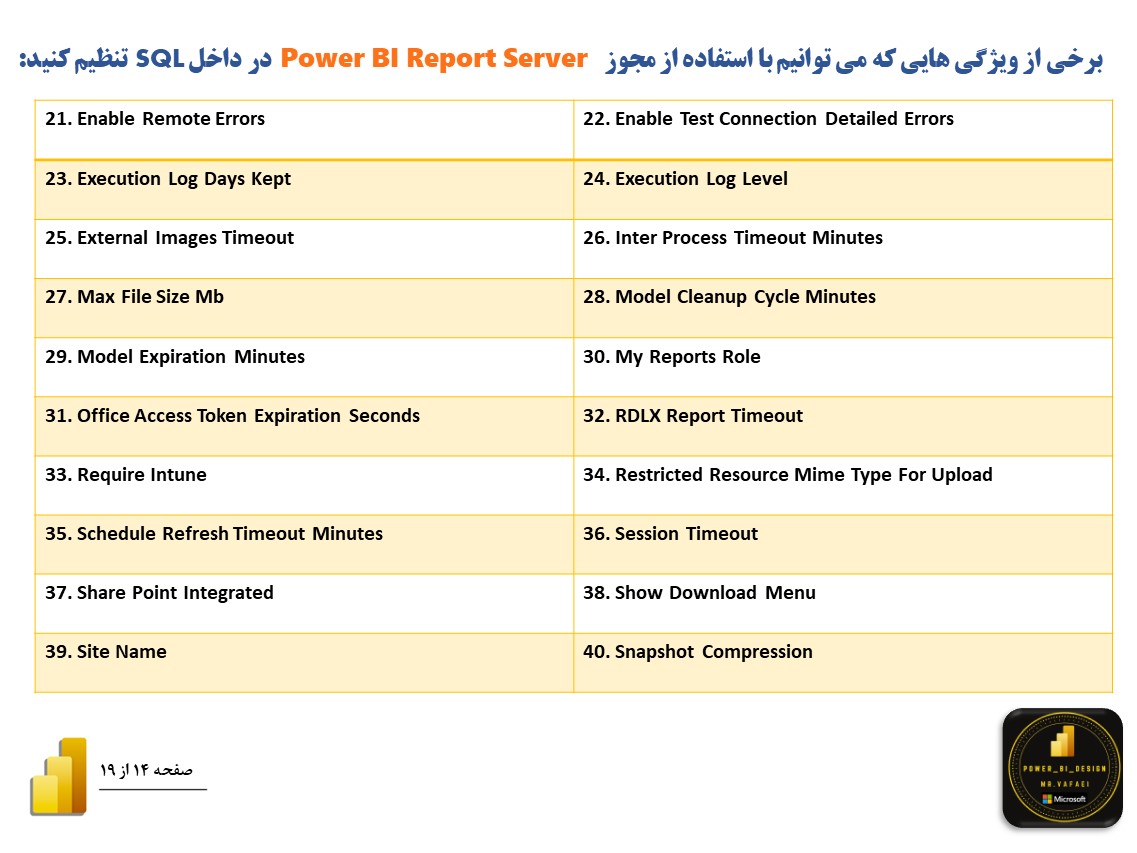 برخی از ویژگی هایی که می توانیم با استفاده از مجوز Power BI Report Server در داخل SQL تنظیم کنید:
21. Enable Remote Errors
22. Enable Test Connection Detailed Errors
23. Execution Log Days Kept
24. Execution Log Level
25. External Images Timeout
26. Inter Process Timeout Minutes
27. Max File Size Mb
28. Model Cleanup Cycle Minutes
29. Model Expiration Minutes
30. My Reports Role
31. Office Access Token Expiration Seconds
32. RDLX Report Timeout
33. Require Intune
34. Restricted Resource Mime Type For Upload
35. Schedule Refresh Timeout Minutes
36. Session Timeout
37. Share Point Integrated
38. Show Download Menu
39. Site Name
40. Snapshot Compression
صفحه ۱۴ از ۱۹
POWER_BI_DESIGN
MR.VAFAEI
Microsoft